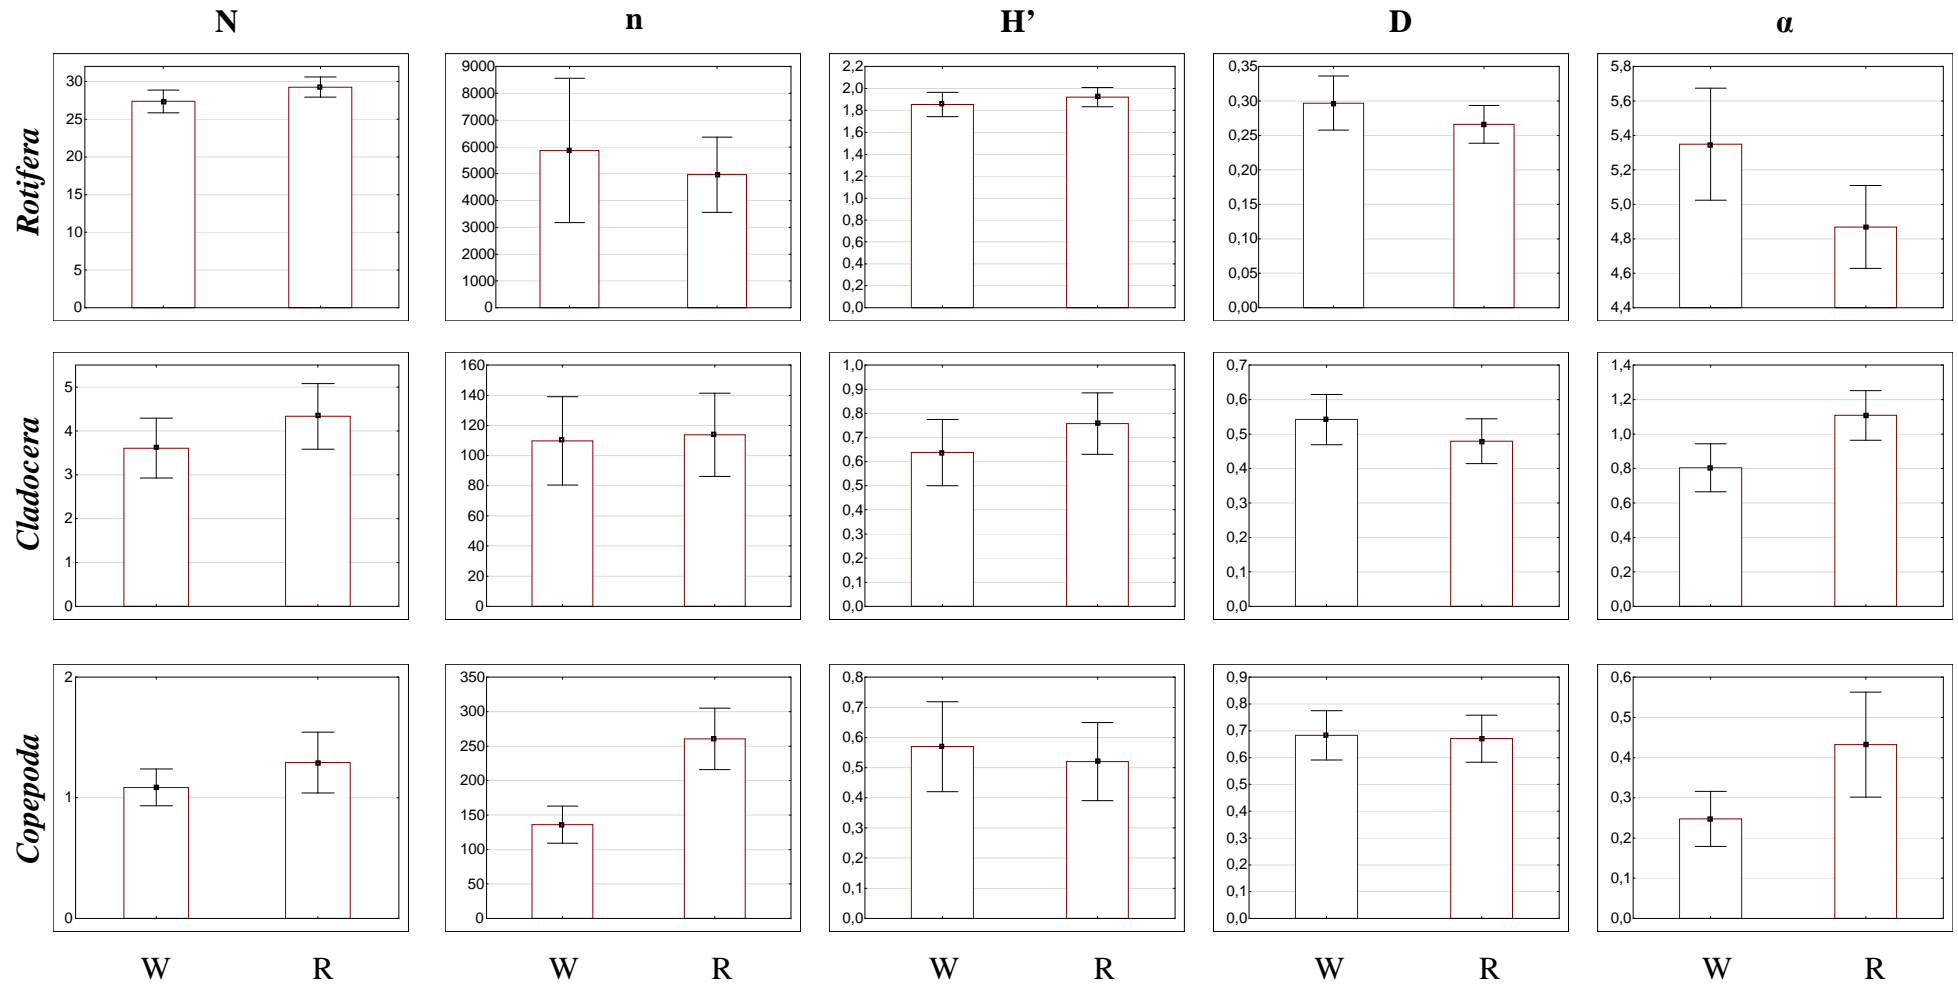 N n H’ D α
Rotifera
30 25 20 15 10 5 0
9000 8000 7000 6000 5000 4000 3000 2000 1000 0
2,2 2,0 1,8 1,6 1,4 1,2 1,0 0,8 0,6 0,4 0,2 0,0
0,35 0,30 0,25 0,20 0,15 0,10 0,05 0,00
5,8 5,6 5,4 5,2 5,0 4,8 4,6 4,4
Cladocera
5 4 3 2 1 0
160 140 120 100 80 60 40 20 0
1,0 0,9 0,8 0,7 0,6 0,5 0,4 0,3 0,2 0,1 0,0
0,7 0,6 0,5 0,4 0,3 0,2 0,1 0,0
1,4 1,2 1,0 0,8 0,6 0,4 0,2 0,0
Copepoda
2 1 0
350 300 250 200 150 100 50 0
0,8 0,7 0,6 0,5 0,4 0,3 0,2 0,1 0,0
0,9 0,8 0,7 0,6 0,5 0,4 0,3 0,2 0,1 0,0
0,6 0,5 0,4 0,3 0,2 0,1 0,0
W R W R W R W R W R